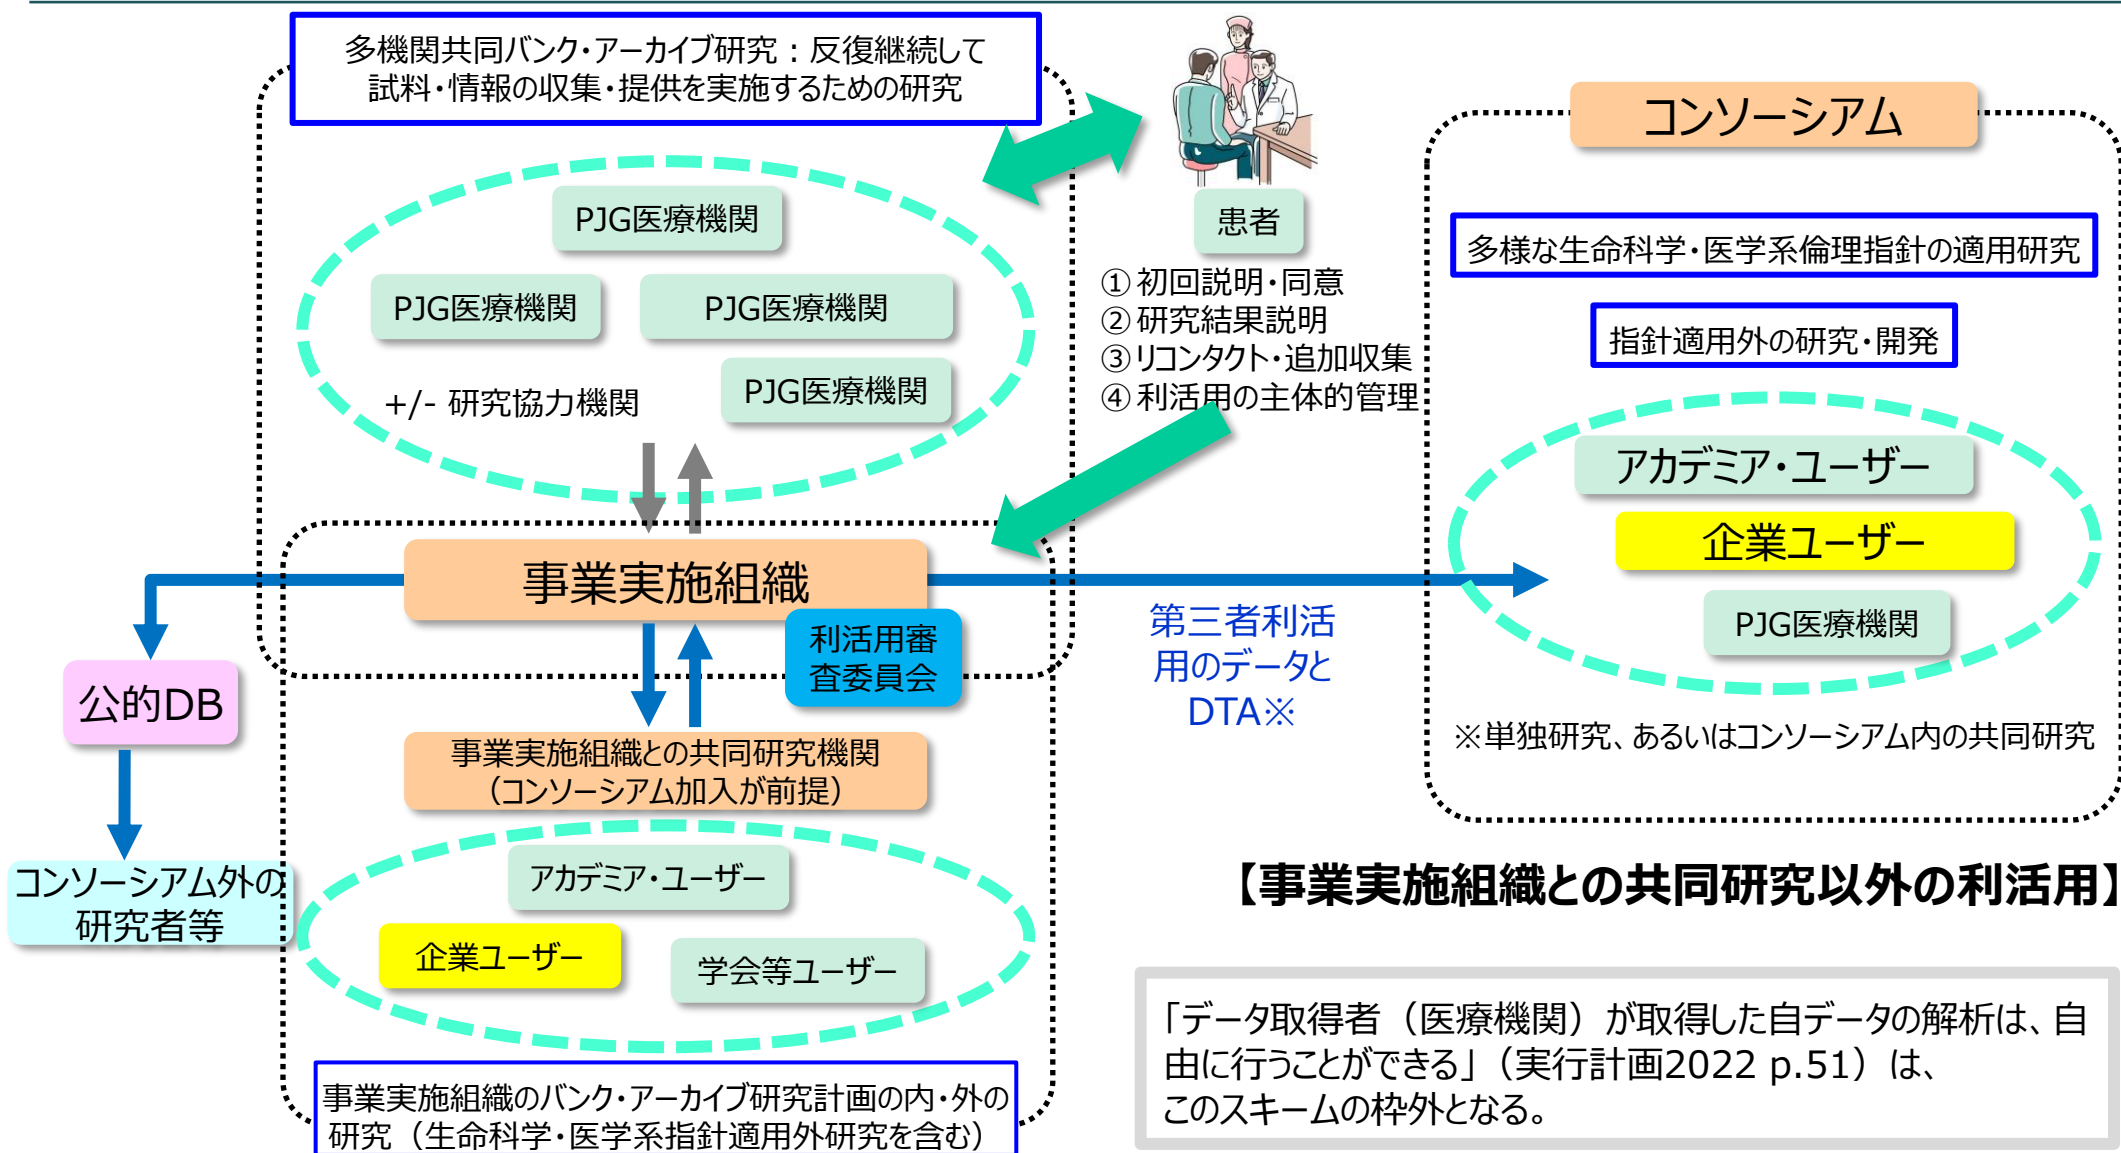 多機関共同バンク・アーカイブ研究：反復継続して
試料・情報の収集・提供を実施するための研究
PJG医療機関
PJG医療機関
PJG医療機関
PJG医療機関
+/- 研究協力機関
患者
① 初回説明・同意
② 研究結果説明
③ リコンタクト・追加収集
④ 利活用の主体的管理
コンソーシアム
多様な生命科学・医学系倫理指針の適用研究
指針適用外の研究・開発
アカデミア・ユーザー
企業ユーザー
PJG医療機関
※単独研究、あるいはコンソーシアム内の共同研究
事業実施組織
利活用審
査委員会
第三者利活
用のデータと
DTA※
公的DB
コンソーシアム外の
研究者等
事業実施組織との共同研究機関
（コンソーシアム加入が前提）
アカデミア・ユーザー
企業ユーザー
学会等ユーザー
事業実施組織のバンク・アーカイブ研究計画の内・外の
研究（生命科学・医学系指針適用外研究を含む）
【事業実施組織との共同研究以外の利活用】
「データ取得者（医療機関）が取得した自データの解析は、自
由に行うことができる」（実行計画2022 p.51）は、
このスキームの枠外となる。